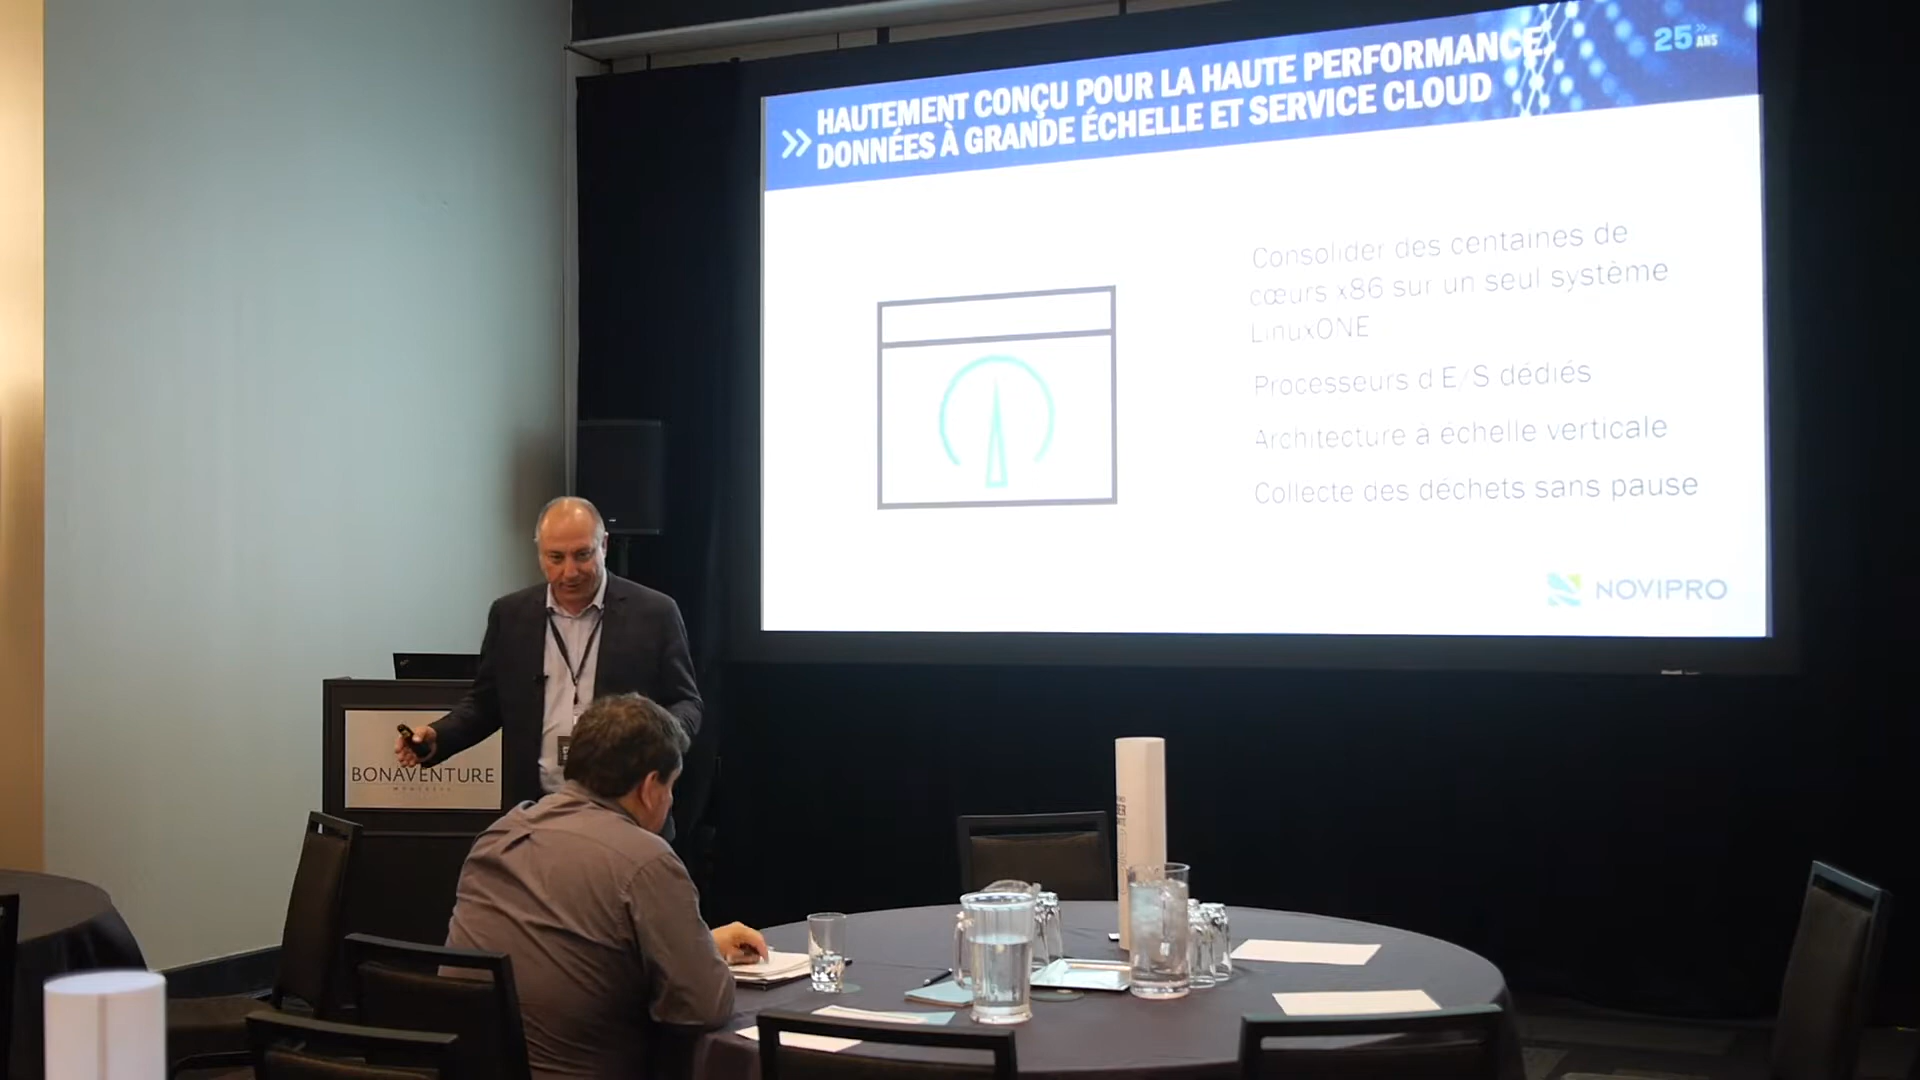 25 ANS
HAUTEMENT CONÇU POUR LA HAUTE PERFORMANCE,
DONNÉES À GRANDE ÉCHELLE ET SERVICE CLOUD
Consolider des centaines de
cœurs x86 sur un seul système
LinuxONE
Processeurs d E/S dédiés
Architecture à échelle verticale
Collecte des déchets sans pause
NOVIPRO
BONAVENTURE
MONTREAL